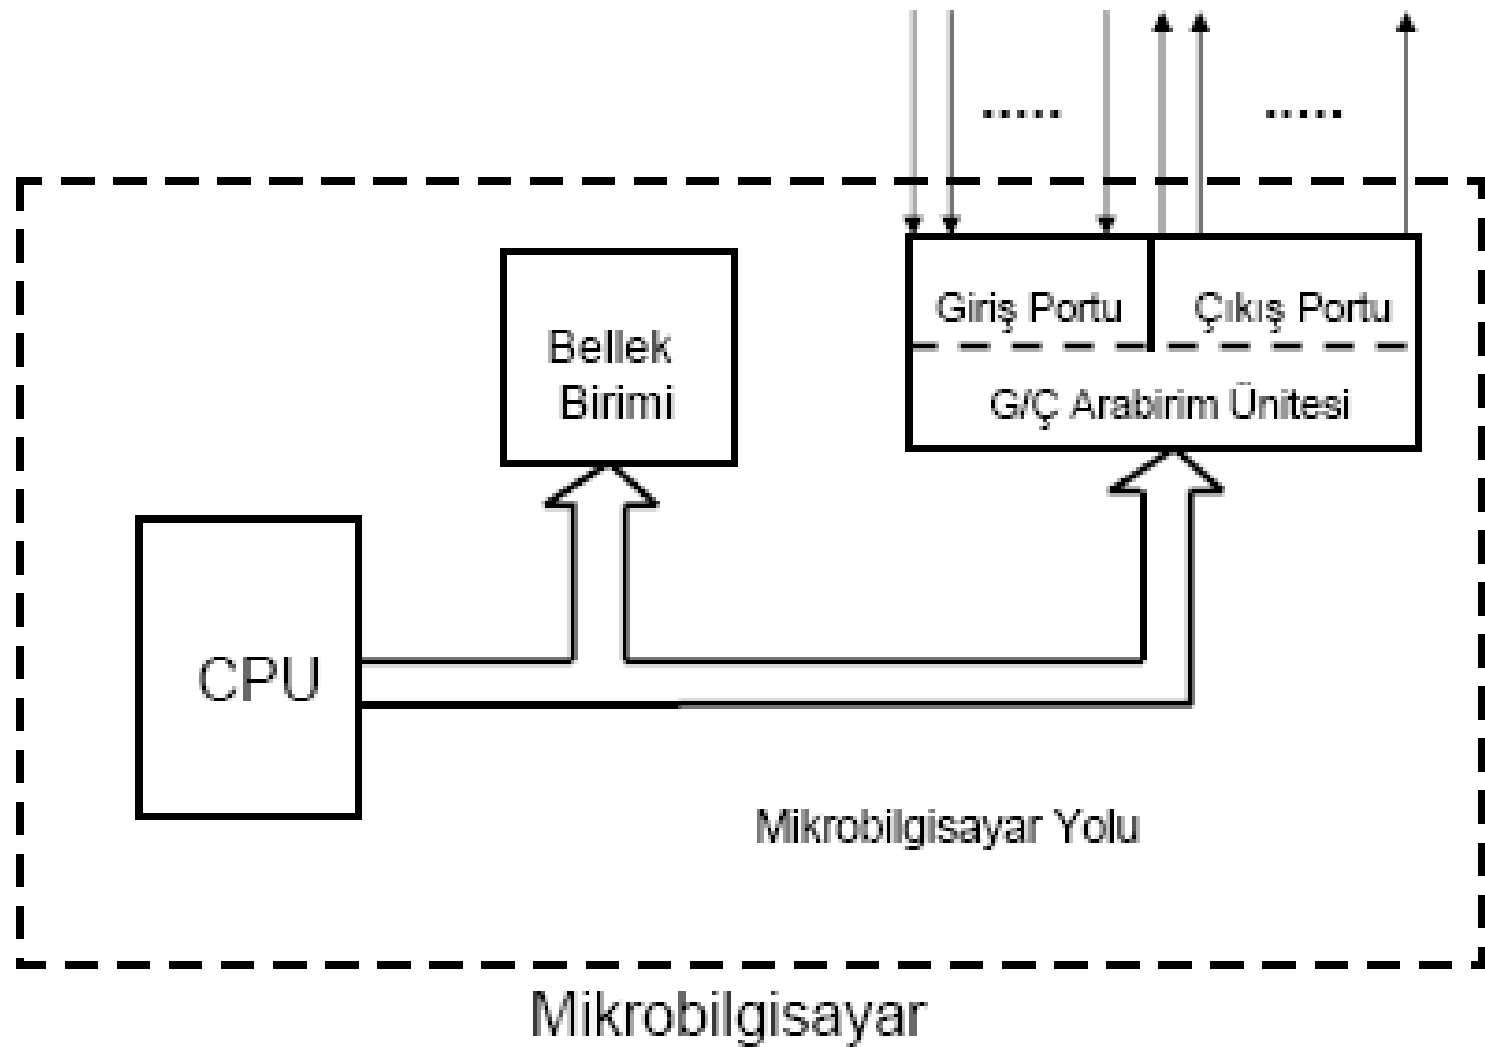 Giriş Portu
Çıkış Portu
G/Ç Arabirim Ünitesi
Bellek
Birimi
CPU
Mikrobilgisayar Yolu
Mikrobilgisayar